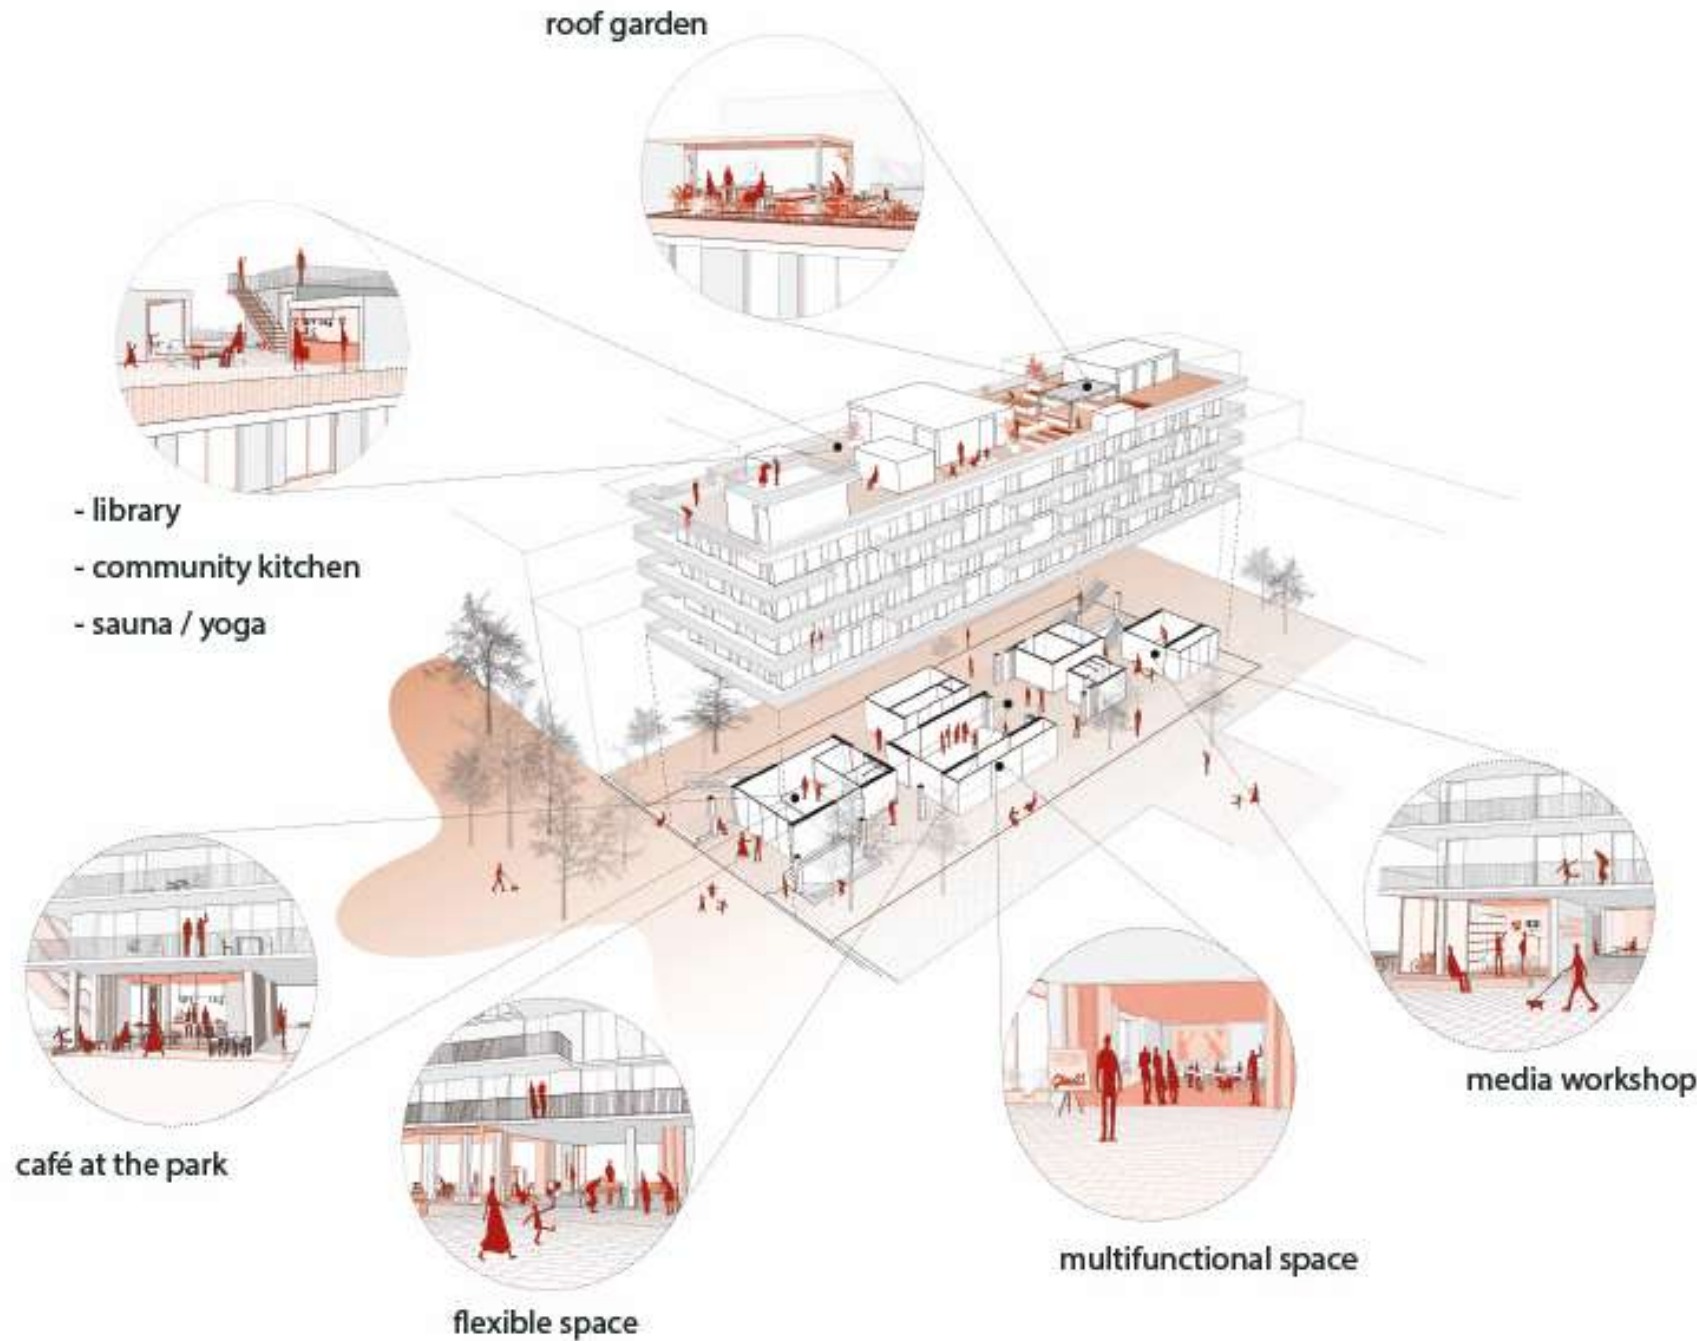 roof garden
- library
- community kitchen
- sauna / yoga
media workshop
café at the park
multifunctional space
flexible space